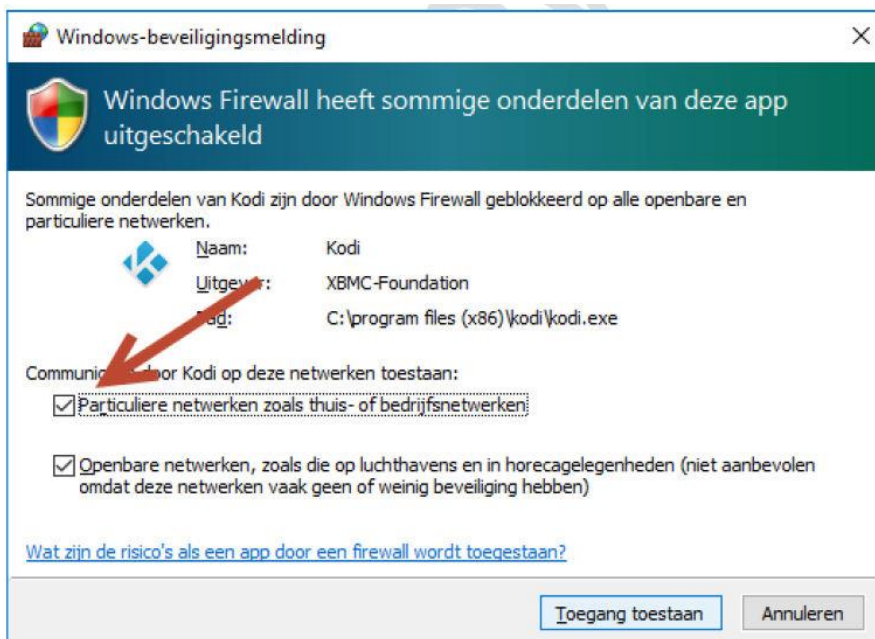 Windows-beveiligingsmelding
Windows Firewall heeft sommige onderdelen van deze app
uitgeschakeld
Sommige onderdelen van Kodi zijn door Windows Firewall geblokkeerd op alle openbare en
particuliere netwerken.
Naam: Kodi
Uitgever: XBMC-Foundation
Pad: C:\program files (x86)\kodi\kodi.exe
Communicatie door Kodi op deze netwerken toestaan:
Particuliere netwerken zoals thuis- of bedrijfsnetwerken
Openbare netwerken, zoals die op luchthavens en in horecagelegenheden (niet aanbevolen
omdat deze netwerken vaak geen of weinig beveiliging hebben)
Wat zijn de risico's als een app door een firewall wordt toegestaan?
Toegang toestaan Annuleren